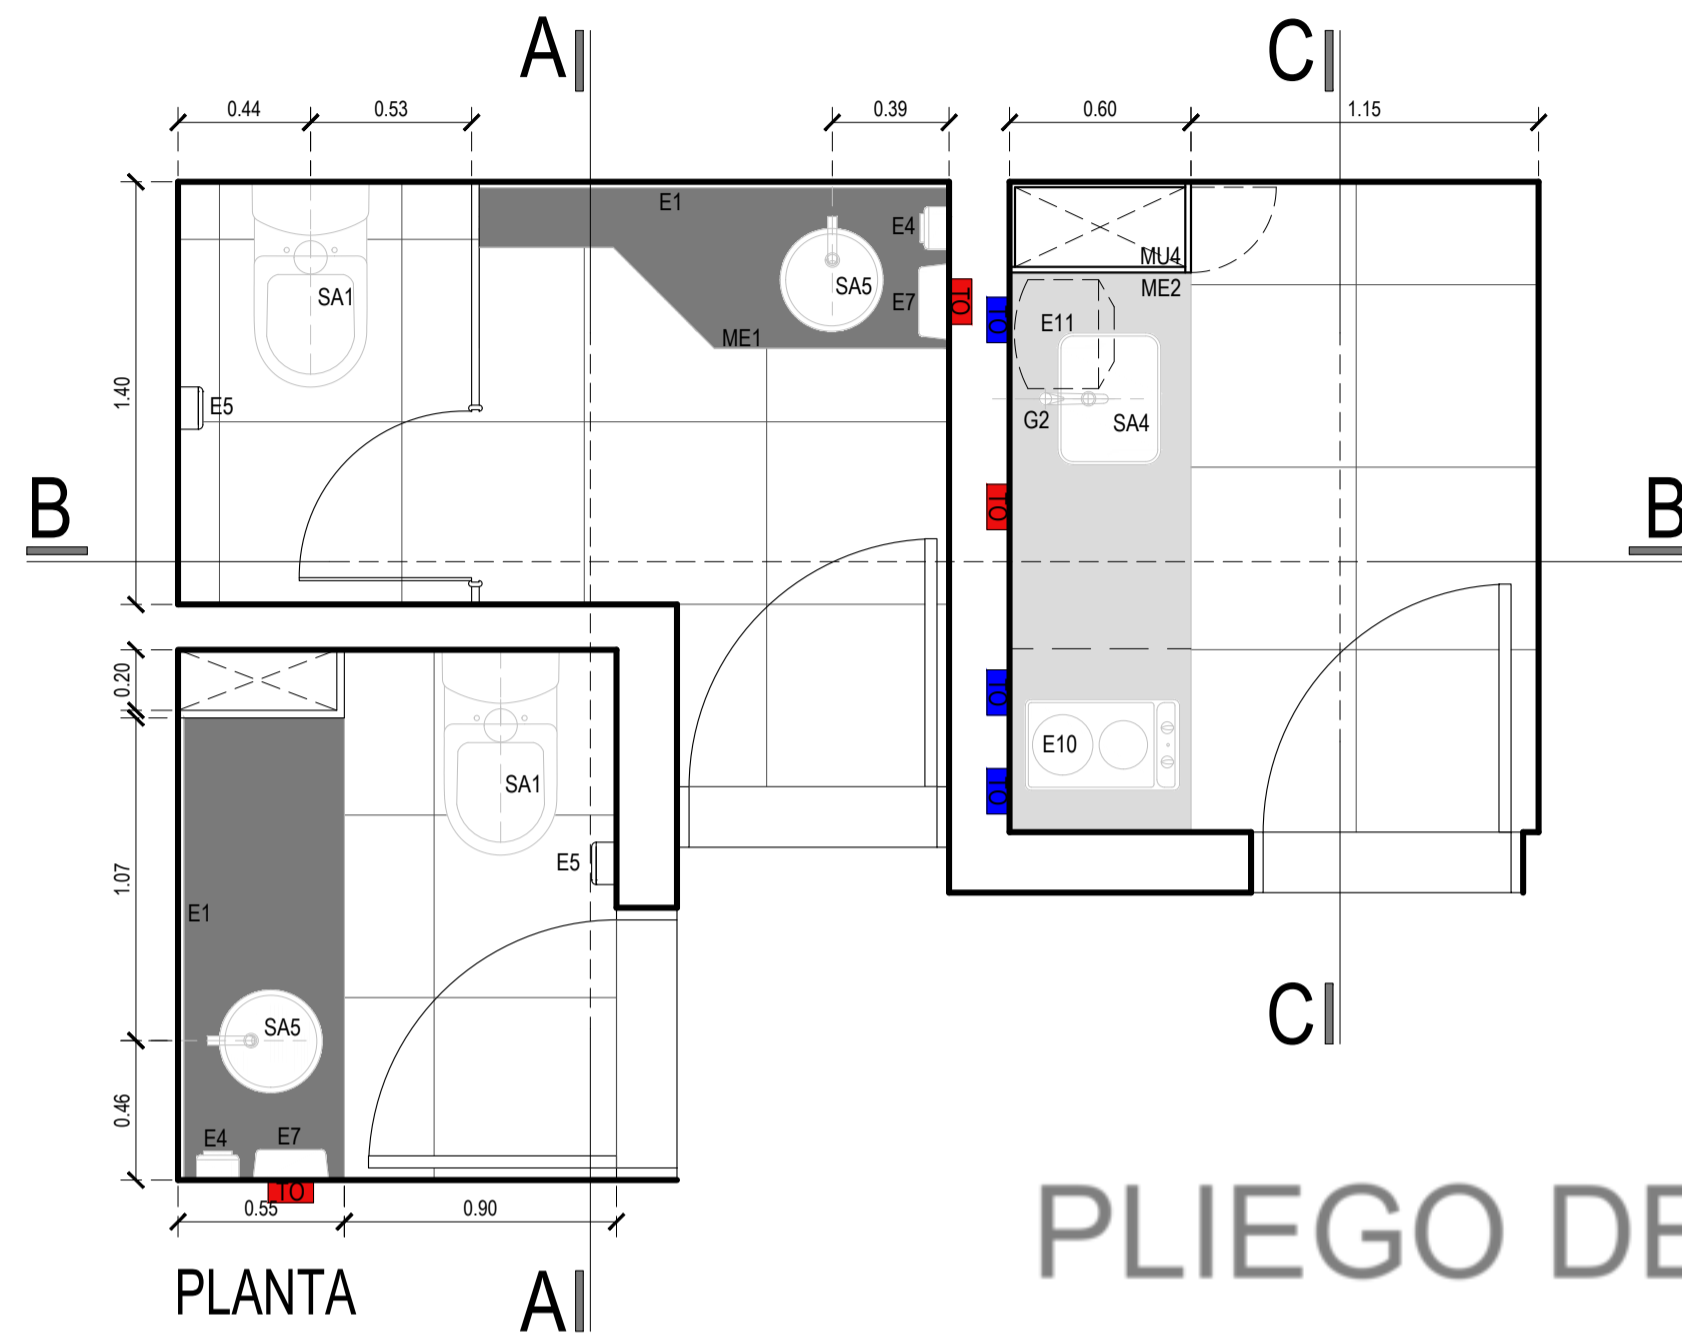 A
C
0.44
0.53
0.39
0.60
1.15
E1
E4
SA1
SA5
E7
TO
MU4
ME2
TO
E11
ME1
1.40
E5
G2
SA4
B
B
TO
0.20
TO
E10
SA1
TO
E5
1.07
E1
SA5
C
0.46
E4
E7
TO
0.55
0.90
PLANTA
A
PLIEGO DE